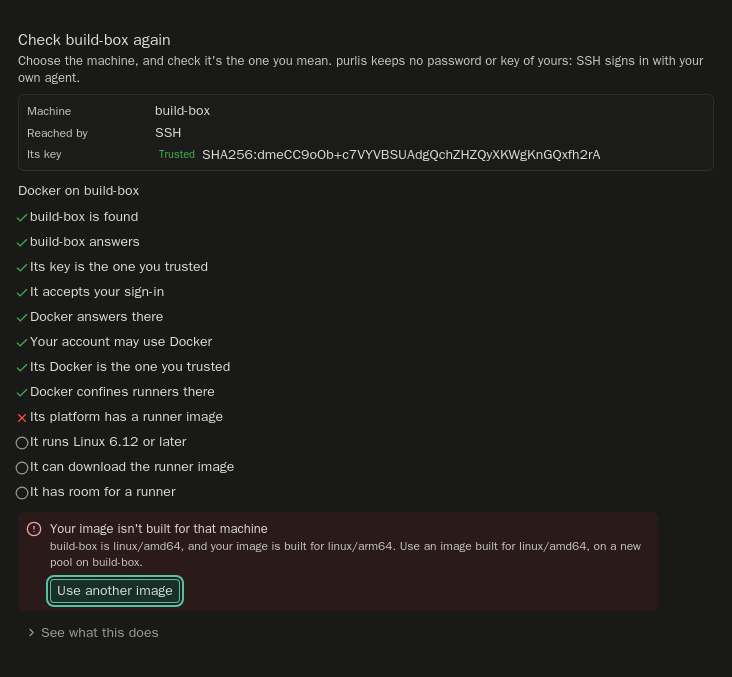 Check build-box again
Choose the machine, and check it's the one you mean. purlis keeps no password or key of yours: SSH signs in with your
own agent.
Machine build-box
Reached by SSH
Its key Trusted SHA256:dmeCC9oOb+c7VYVBSUAdgQchZHZQyXKWgKnGQxfh2rA
Docker on build-box
build-box is found
build-box answers
Its key is the one you trusted
It accepts your sign-in
Docker answers there
Your account may use Docker
Its Docker is the one you trusted
Docker confines runners there
Its platform has a runner image
It runs Linux 6.12 or later
It can download the runner image
It has room for a runner
Your image isn't built for that machine
build-box is linux/amd64, and your image is built for linux/arm64. Use an image built for linux/amd64, on a new
pool on build-box.
Use another image
See what this does